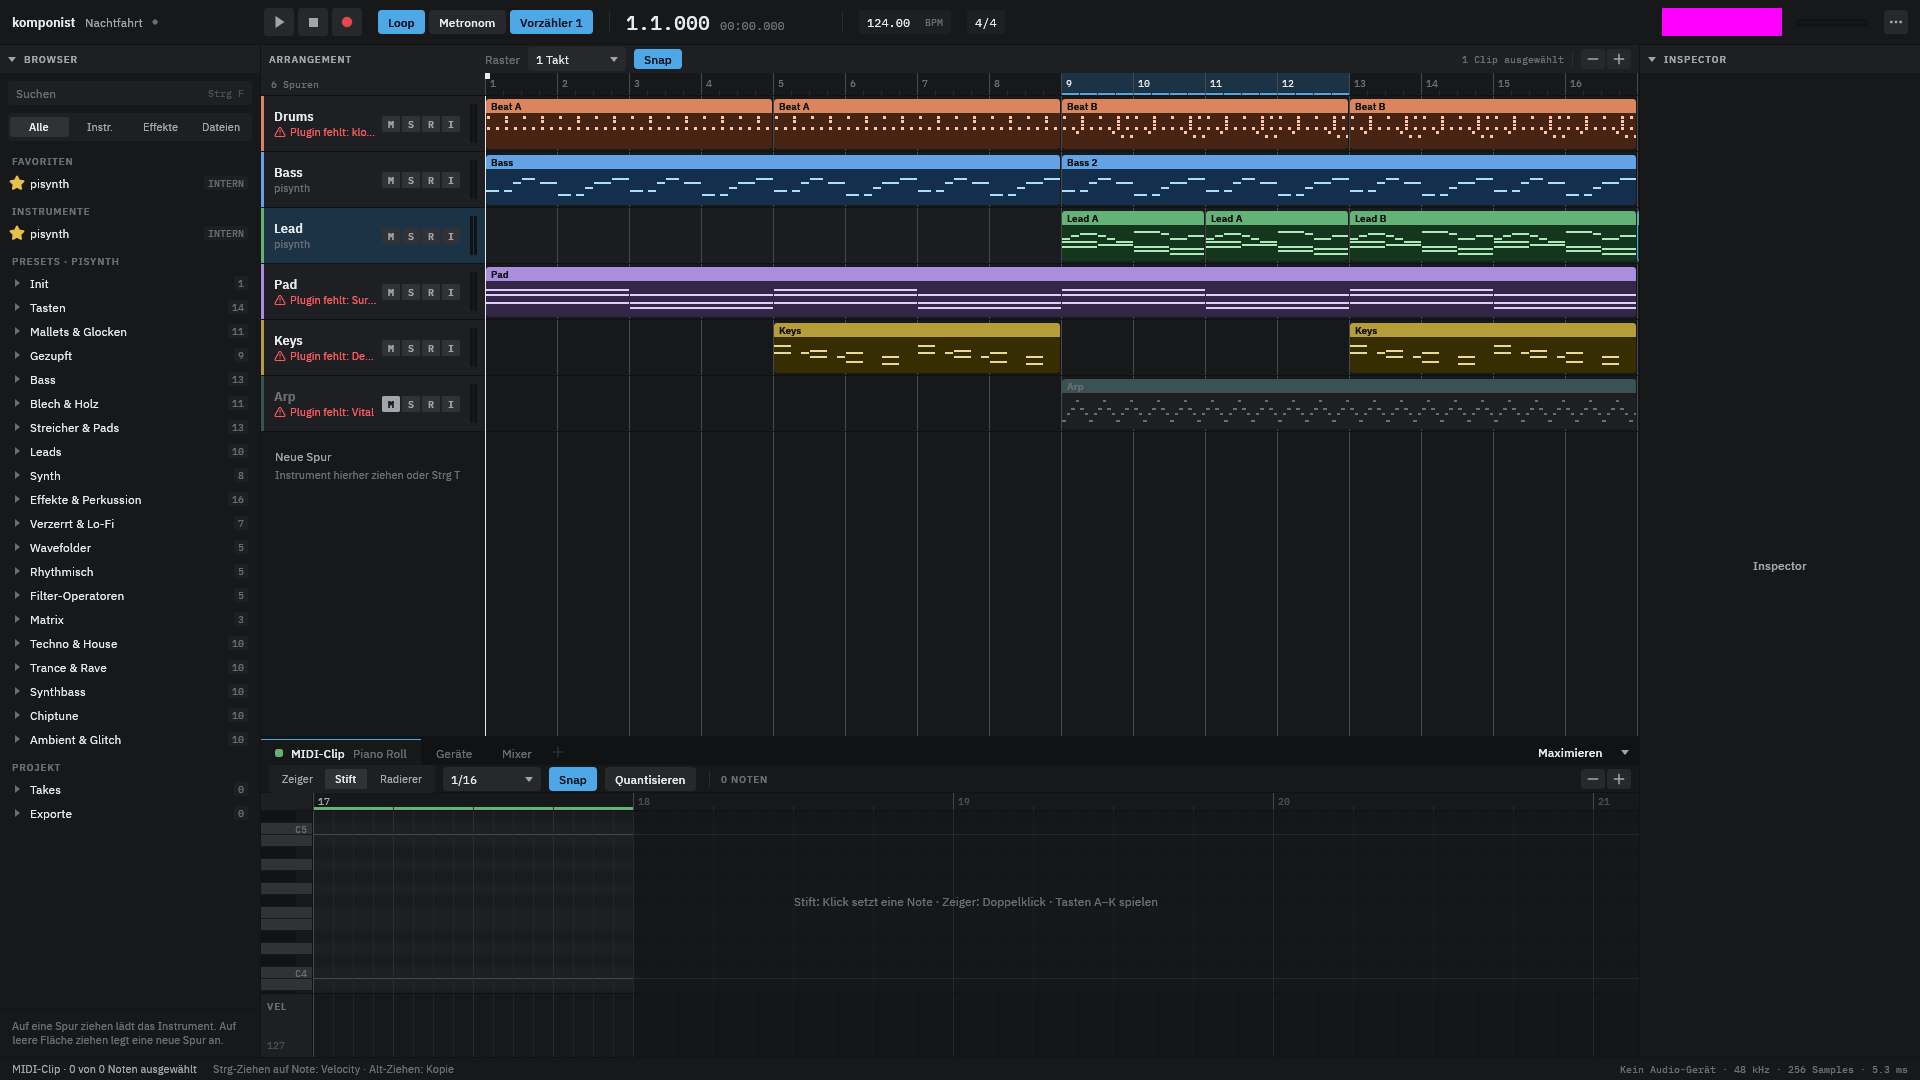 komponist Nachtfahrt
Loop Metronom Vorzähler 1 1.1.000 00:00.000 124.00 BPM 4/4
BROWSER
Suchen Strg F
Alle Instr. Effekte Dateien
FAVORITEN
pisynth INTERN
INSTRUMENTE
pisynth INTERN
PRESETS · PISYNTH
Init 1
Tasten 14
Mallets & Glocken 11
Gezupft 9
Bass 13
Blech & Holz 11
Streicher & Pads 13
Leads 10
Synth 8
Effekte & Perkussion 16
Verzerrt & Lo-Fi 7
Wavefolder 5
Rhythmisch 5
Filter-Operatoren 5
Matrix 3
Techno & House 10
Trance & Rave 10
Synthbass 10
Chiptune 10
Ambient & Glitch 10
PROJEKT
Takes 0
Exporte 0
Auf eine Spur ziehen lädt das Instrument. Auf
leere Fläche ziehen legt eine neue Spur an.
ARRANGEMENT Raster 1 Takt Snap 1 Clip ausgewählt
6 Spuren 1 2 3 4 5 6 7 8 9 10 11 12 13 14 15 16
Drums M S R I
Plugin fehlt: klo...
Beat A Beat A Beat B Beat B
Bass M S R I
pisynth
Bass Bass 2
Lead M S R I
pisynth
Lead A Lead A Lead B
Pad M S R I
Plugin fehlt: Sur...
Pad
Keys M S R I
Plugin fehlt: De...
Keys Keys
Arp M S R I
Plugin fehlt: Vital
Arp
Neue Spur
Instrument hierher ziehen oder Strg T
MIDI-Clip Piano Roll Geräte Mixer Maximieren
Zeiger Stift Radierer 1/16 Snap Quantisieren 0 NOTEN
17 18 19 20 21
C5
Stift: Klick setzt eine Note · Zeiger: Doppelklick · Tasten A–K spielen
C4
VEL
127
INSPECTOR
Inspector
MIDI-Clip · 0 von 0 Noten ausgewählt Strg-Ziehen auf Note: Velocity · Alt-Ziehen: Kopie
Kein Audio-Gerät · 48 kHz · 256 Samples · 5.3 ms